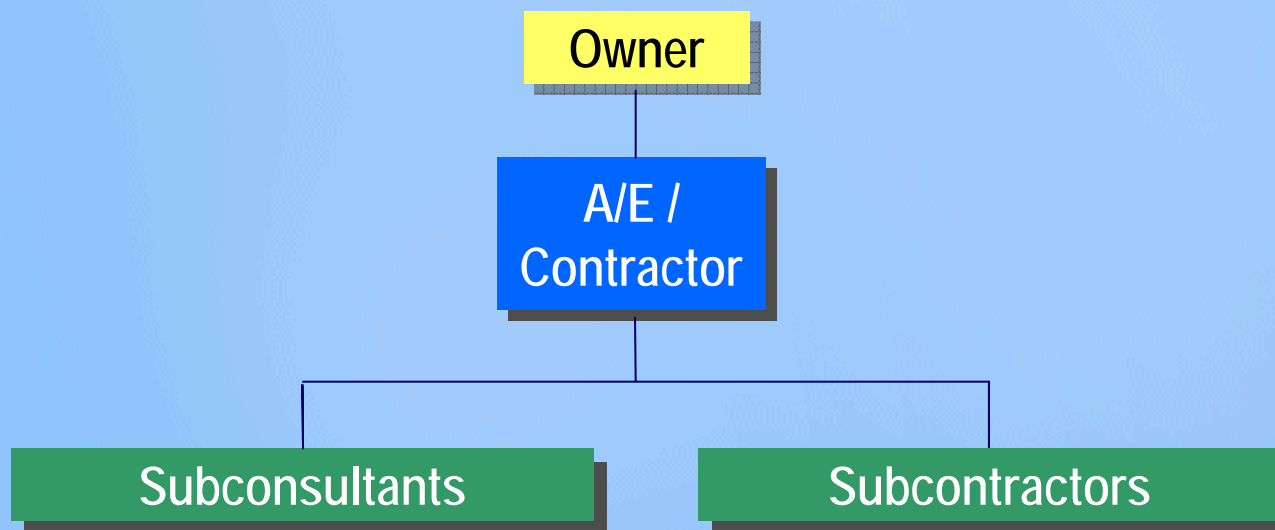 Owner
A/E /
Contractor
Subconsultants
Subcontractors